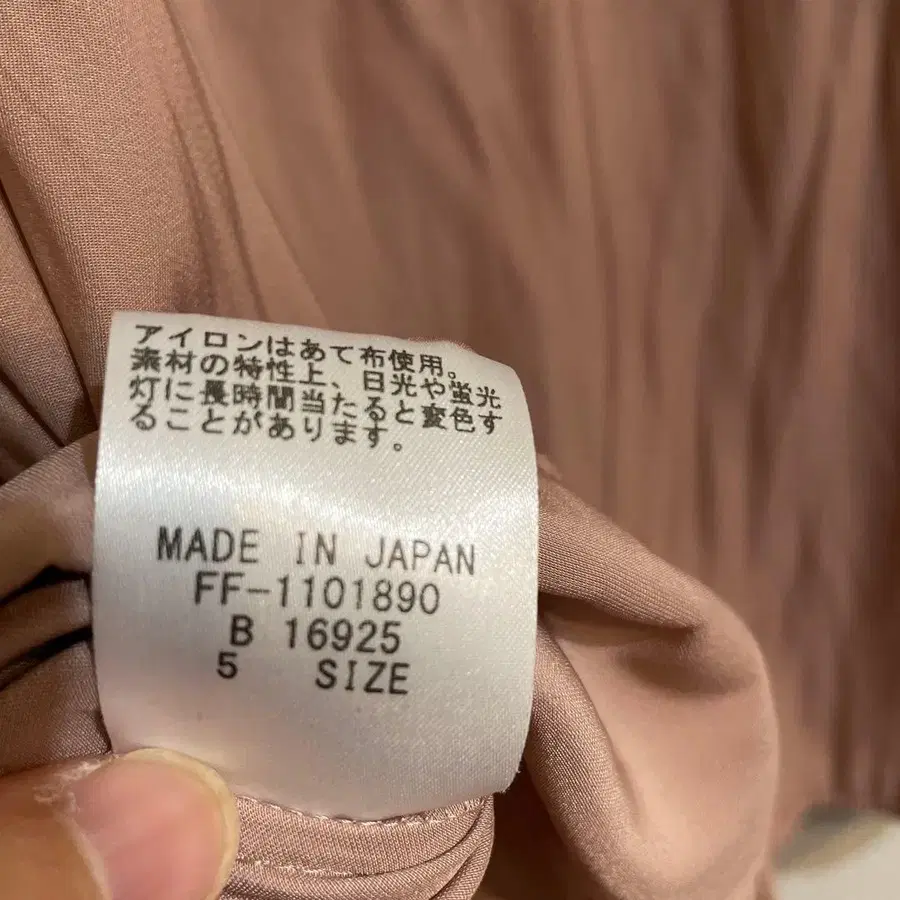 アイロンはあて布使用。
素材の特性上、日光や蛍光
灯に長時間当たると変色す
ることがあります。
MADE IN JAPAN
FF-1101890
B 16925
5 SIZE